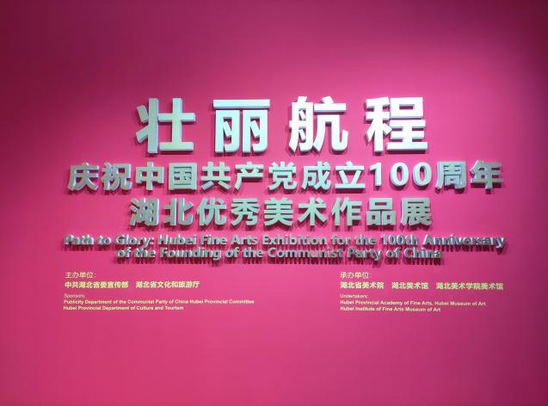 壮丽航程
庆祝中国共产党成立100周年
湖北优秀美术作品展
Path to Glory: Hubei Fine Arts Exhibition for the 100th Anniversary
of the Founding of the Communist Party of China
主办单位:
中共湖北省委宣传部 湖北省文化和旅游厅
Sponsors:
Publicity Department of the Communist Party of China Hubei Provincial Committee
Hubei Provincial Department of Culture and Tourism
承办单位:
湖北省美术院 湖北美术馆 湖北美术学院美术馆
Undertakers:
Hubei Provincial Academy of Fine Arts, Hubei Museum of Art
Hubei Institute of Fine Arts Museum of Art